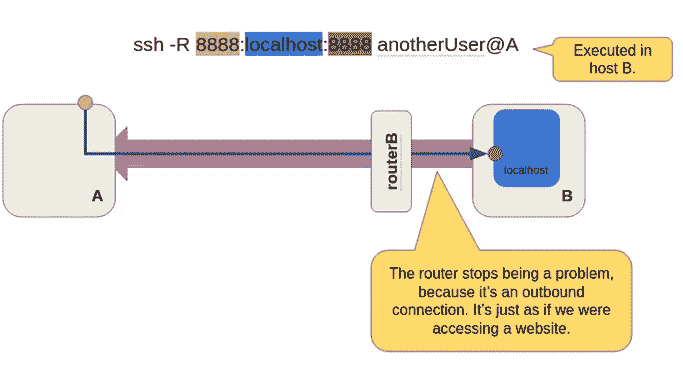 ssh -R 8888:localhost:8888 anotherUser@A
Executed in
host B.
A
routerB
localhost
B
The router stops being a problem,
because it's an outbound
connection. It's just as if we were
accessing a website.